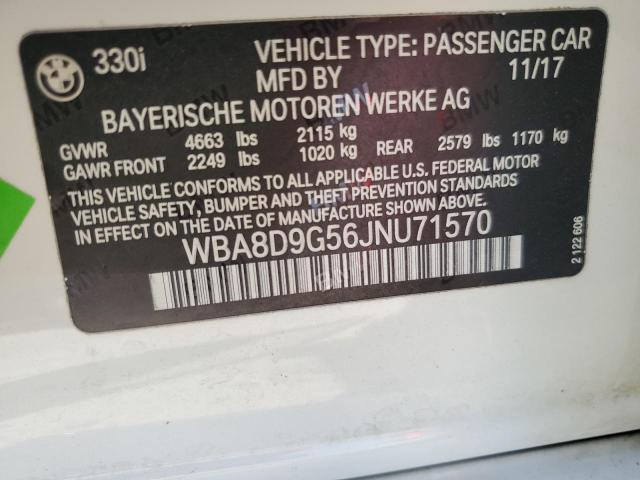 330i
VEHICLE TYPE: PASSENGER CAR
MFD BY 11/17
BAYERISCHE MOTOREN WERKE AG
GVWR 4663 lbs 2115 kg
GAWR FRONT 2249 lbs 1020 kg REAR 2579 lbs 1170 kg
THIS VEHICLE CONFORMS TO ALL APPLICABLE U.S. FEDERAL MOTOR
VEHICLE SAFETY, BUMPER, AND THEFT PREVENTION STANDARDS
IN EFFECT ON THE DATE OF MANUFACTURE SHOWN ABOVE.
WBA8D9G56JNU71570
2 122 606